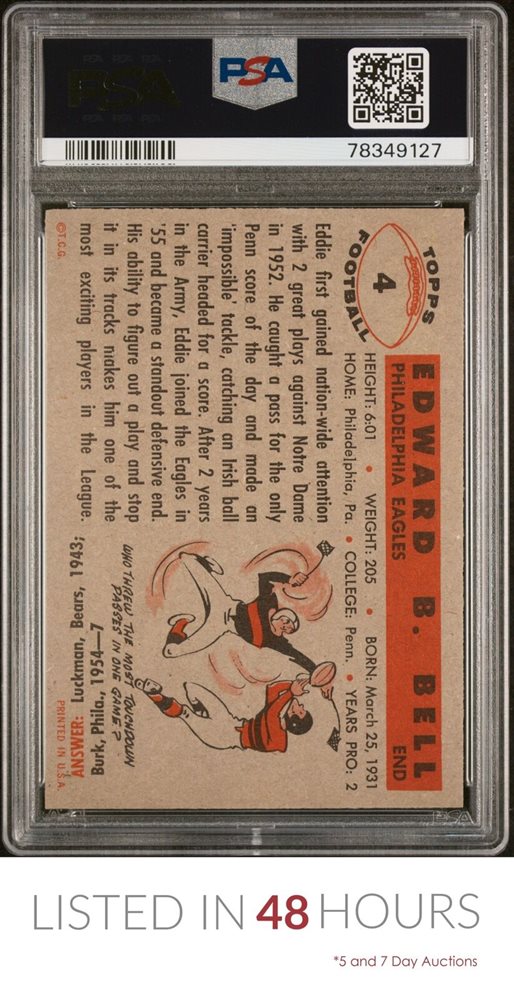 PSA
PSA
78349127
TOPPS
4
FOOTBALL
EDWARD B. BELL
PHILADELPHIA EAGLES END
HEIGHT: 6:01 • WEIGHT: 205 • BORN: March 25, 1931
HOME: Philadelphia, Pa. • COLLEGE: Penn. • YEARS PRO: 2
Eddie first gained nation-wide attention
with 2 great plays against Notre Dame
in 1952. He caught a pass for the only
Penn score of the day and made an
'impossible' tackle, catching an Irish ball
carrier headed for a score. After 2 years
in the Army, Eddie joined the Eagles in
'55 and became a standout defensive end.
His ability to figure out a play and stop
it in its tracks makes him one of the
most exciting players in the League.
©T.C.G.
WHO THREW THE MOST TOUCHDOWN
PASSES IN ONE GAME?
ANSWER: Luckman, Bears, 1943;
Burk, Phila., 1954—7
PRINTED IN U.S.A.
PSA
LISTED IN 48 HOURS
*5 and 7 Day Auctions